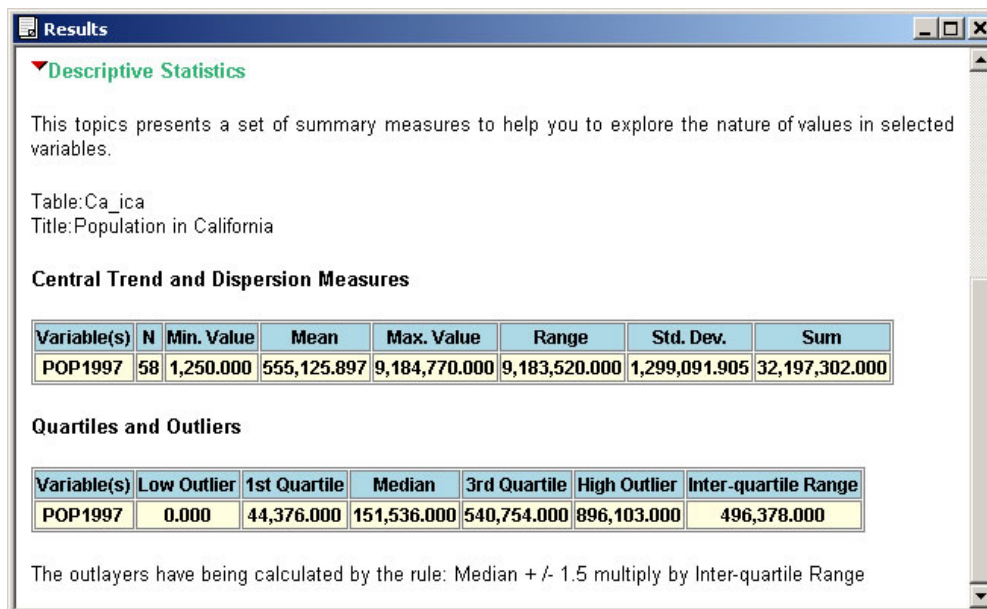 Results
Descriptive Statistics
This topics presents a set of summary measures to help you to explore the nature of values in selected
variables.
Table:Ca_ica
Title:Population in California
Central Trend and Dispersion Measures
Variable(s) N Min. Value Mean Max. Value Range Std. Dev. Sum
POP1997 58 1,250.000 555,125.897 9,184,770.000 9,183,520.000 1,299,091.905 32,197,302.000
Quartiles and Outliers
Variable(s) Low Outlier 1st Quartile Median 3rd Quartile High Outlier Inter-quartile Range
POP1997 0.000 44,376.000 151,536.000 540,754.000 896,103.000 496,378.000
The outlayers have being calculated by the rule: Median + /- 1.5 multiply by Inter-quartile Range